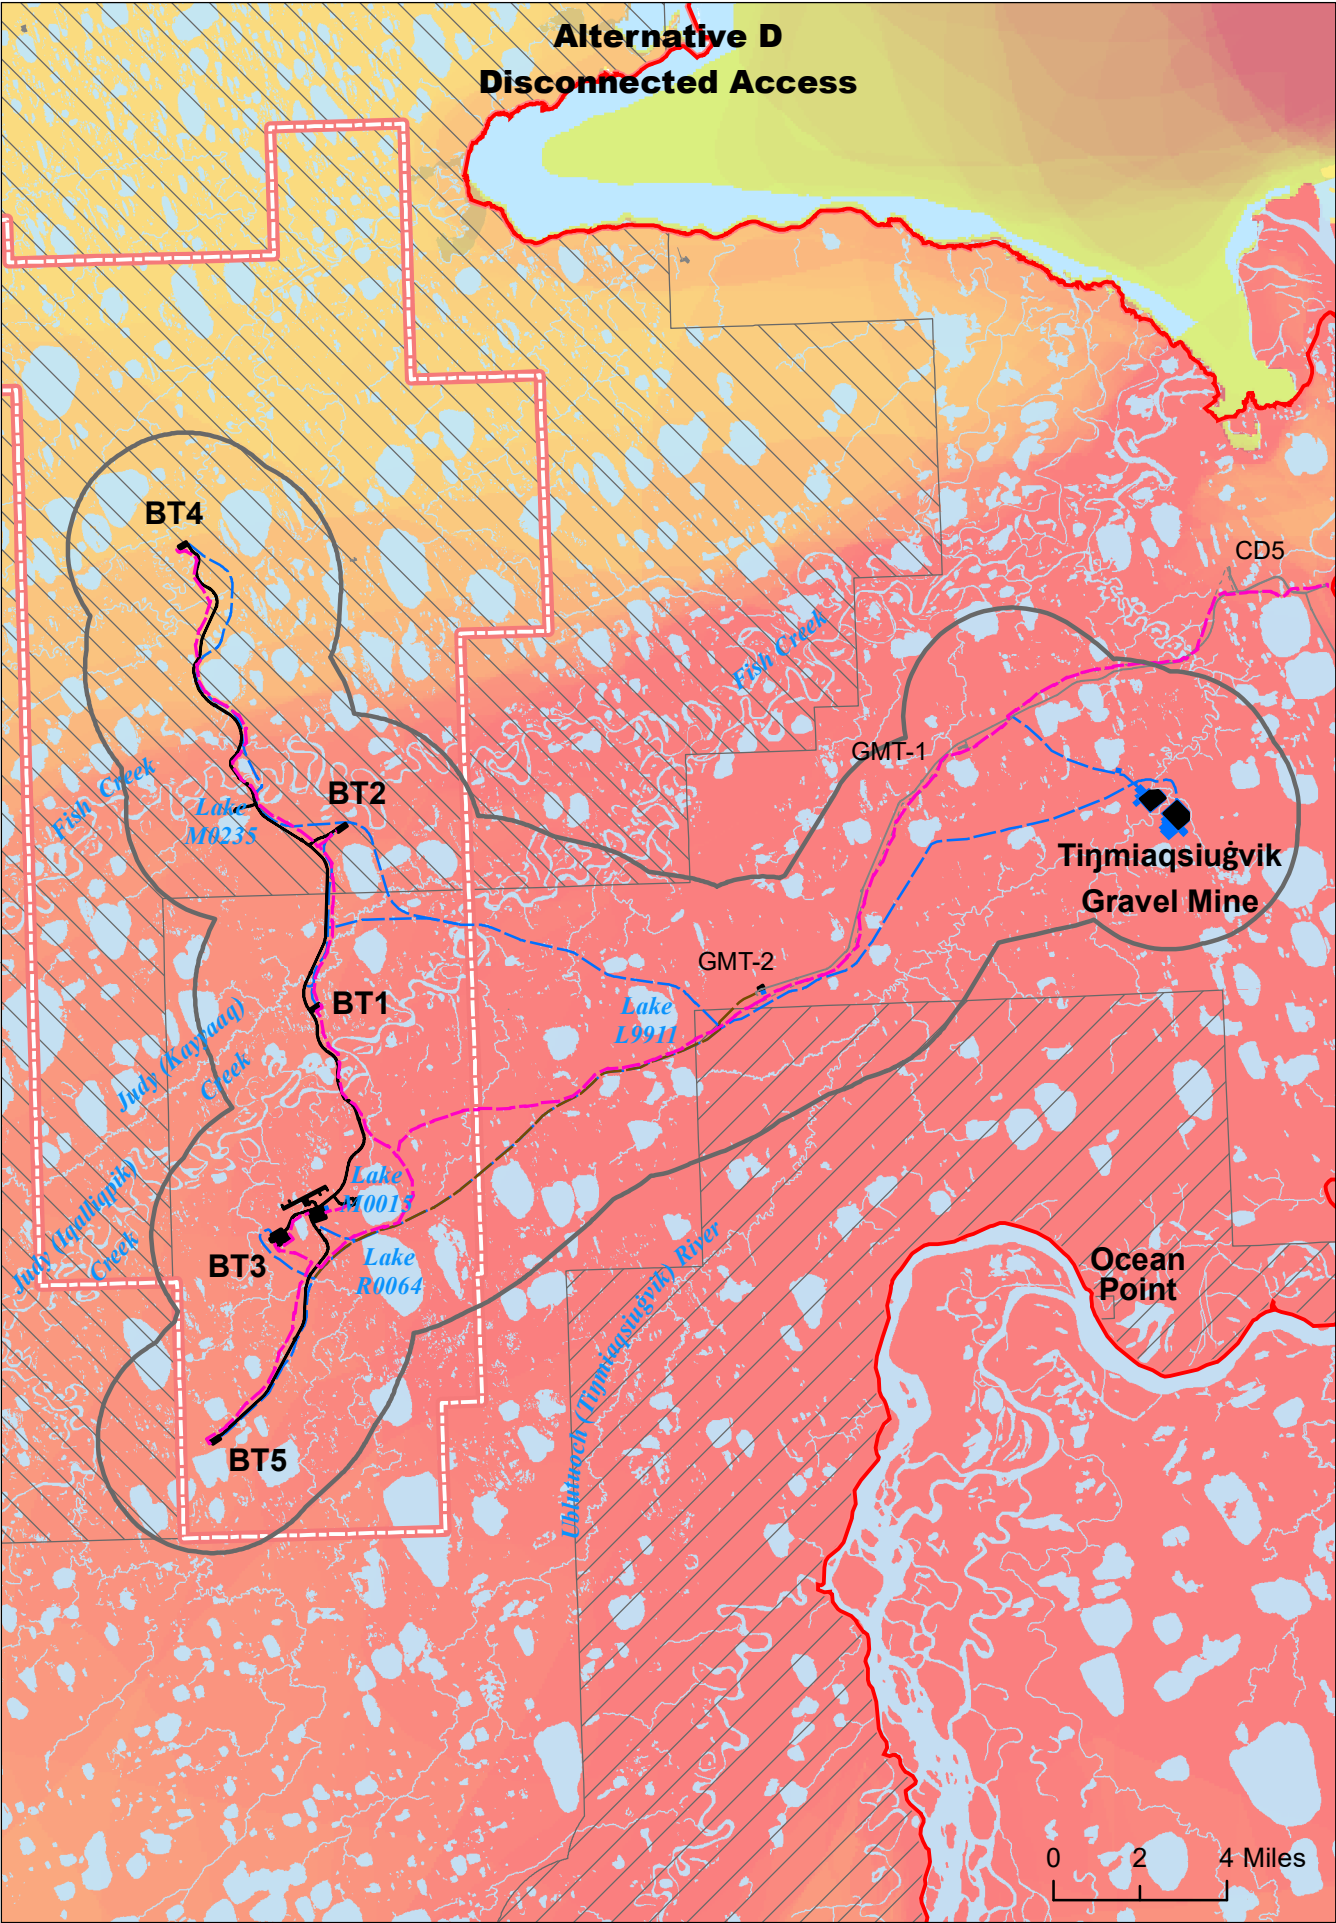 Alternative D
Disconnected Access
BT4
CD5
Fish Creek
GMT-1
Fish Creek
BT2
Lake
M0235
Tiŋmiaqsiuġvik
Gravel Mine
GMT-2
BT1
Lake
L9911
Judy (Kayyaaq)
Creek
Lake
M0015
Judy (Iqalliqpik)
Creek
BT3
Lake
R0064
Ocean
Point
Ublutuoch (Tiŋmiaqsiuġvik) River
BT5
0 2 4 Miles